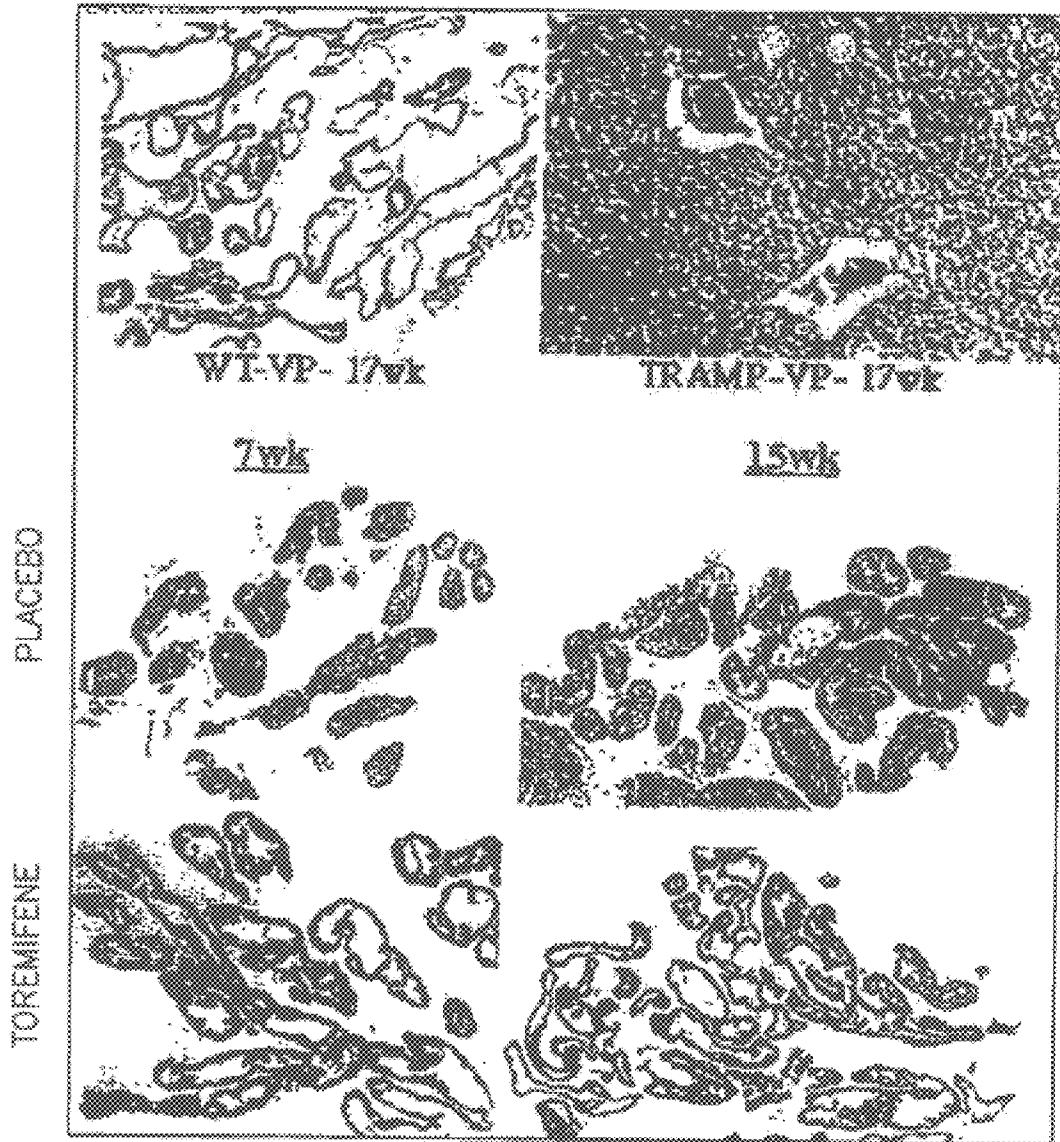 WT-VP- 17wk
TRAMP-VP- 17wk
7wk
15wk
PLACEBO
TOREMIFENE